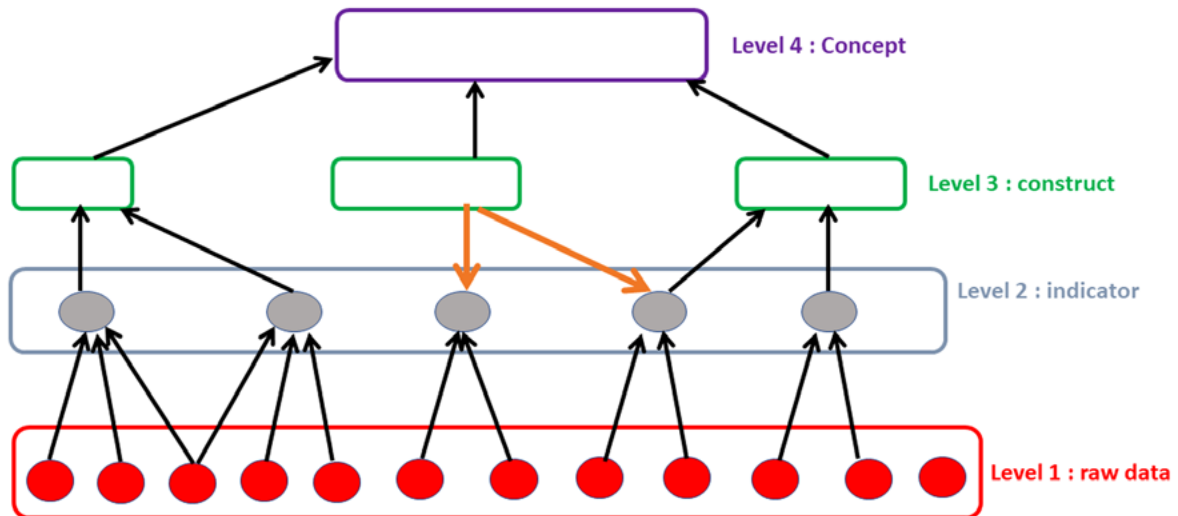 Level 4 : Concept
Level 3 : construct
Level 2 : indicator
Level 1 : raw data